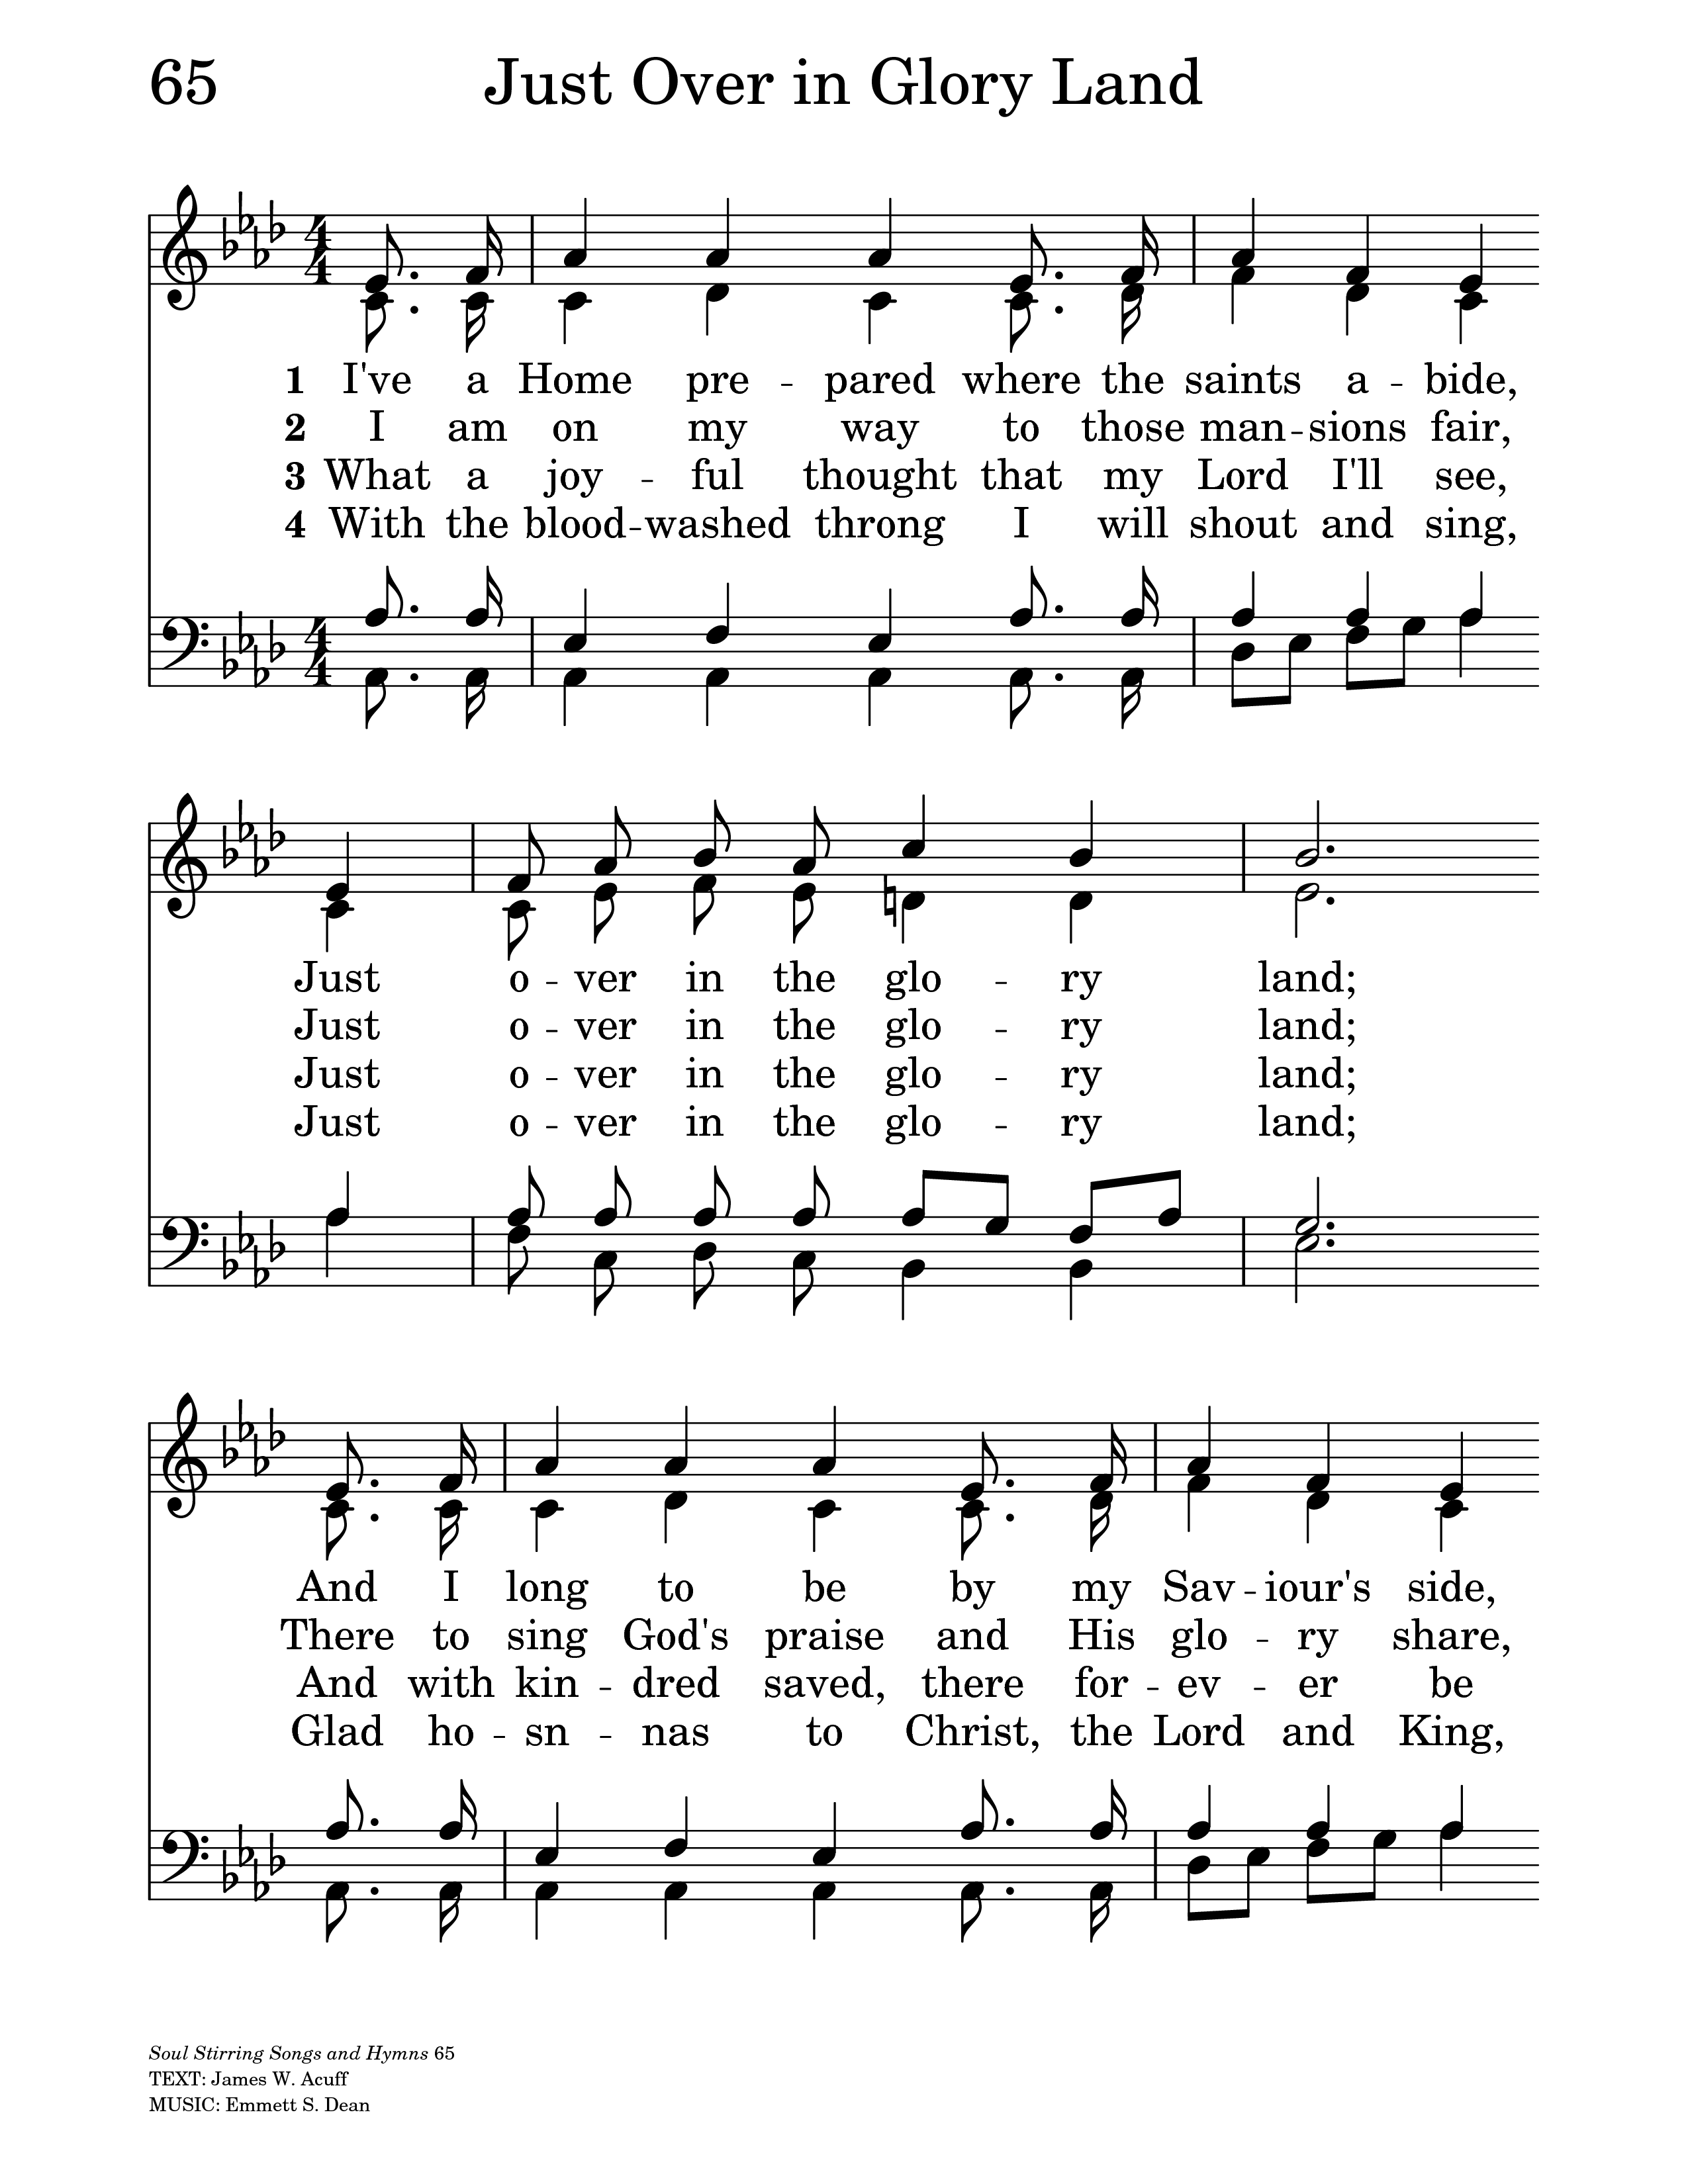 65 Just Over in Glory Land
4
4
1 I've a Home pre - pared where the saints a - bide,
2 I am on my way to those man - sions fair,
3 What a joy - ful thought that my Lord I'll see,
4 With the blood - washed throng I will shout and sing,
4
4
Just o - ver in the glo - ry land;
Just o - ver in the glo - ry land;
Just o - ver in the glo - ry land;
Just o - ver in the glo - ry land;
And I long to be by my Sav - iour's side,
There to sing God's praise and His glo - ry share,
And with kin - dred saved, there for - ev - er be
Glad ho - sn - nas to Christ, the Lord and King,
Soul Stirring Songs and Hymns 65
TEXT: James W. Acuff
MUSIC: Emmett S. Dean